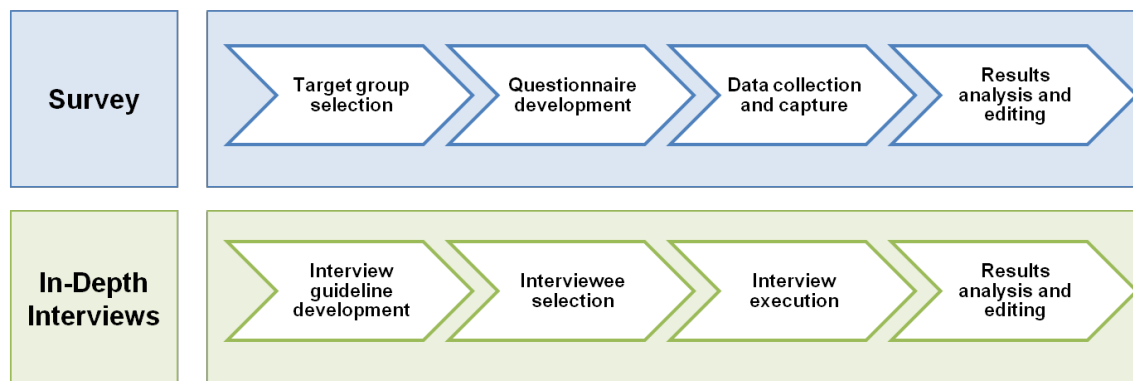 Survey
Target group
selection
Questionnaire
development
Data collection
and capture
Results
analysis and
editing
In-Depth
Interviews
Interview
guideline
development
Interviewee
selection
Interview
execution
Results
analysis and
editing